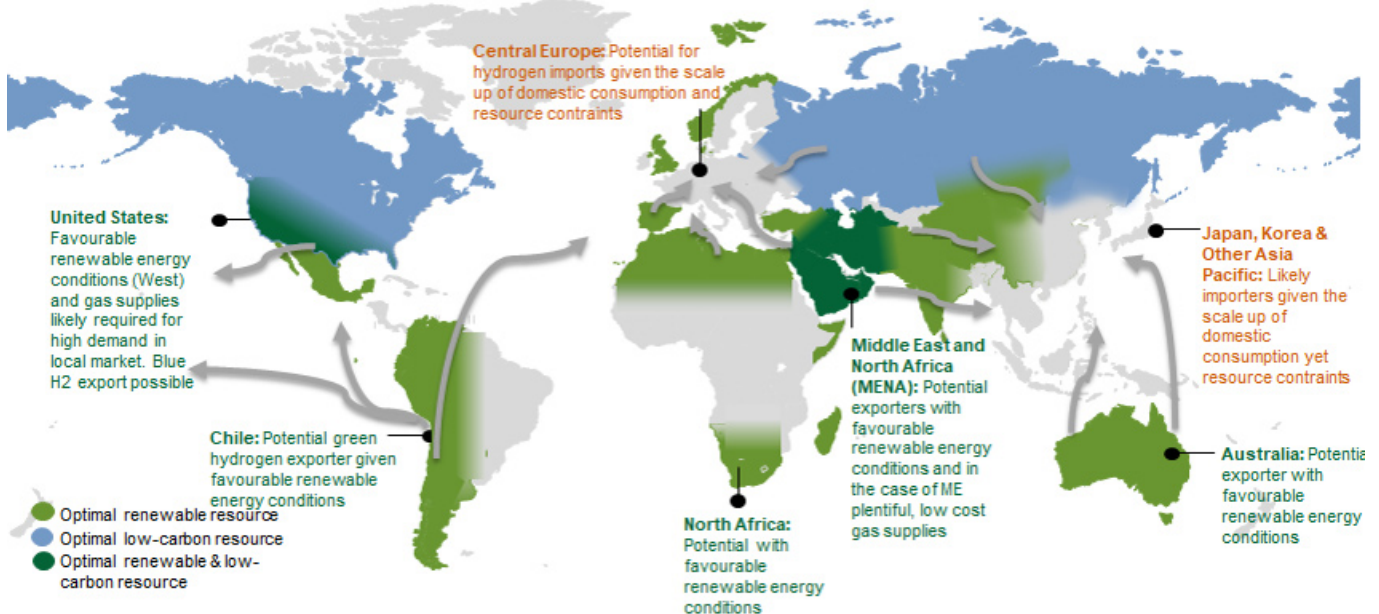 Central Europe: Potential for
hydrogen imports given the scale
up of domestic consumption and
resource contraints
United States:
Favourable
renewable energy
conditions (West)
and gas supplies
likely required for
high demand in
local market. Blue
H2 export possible
Japan, Korea &
Other Asia
Pacific: Likely
importers given the
scale up of
domestic
consumption yet
resource contraints
Middle East and
North Africa
(MENA): Potential
exporters with
favourable
renewable energy
conditions and in
the case of ME
plentiful, low cost
gas supplies
Chile: Potential green
hydrogen exporter given
favourable renewable
energy conditions
Australia: Potentia
exporter with
favourable
renewable energy
conditions
North Africa:
Potential with
favourable
renewable energy
conditions
Optimal renewable resource
Optimal low-carbon resource
Optimal renewable & low-
carbon resource